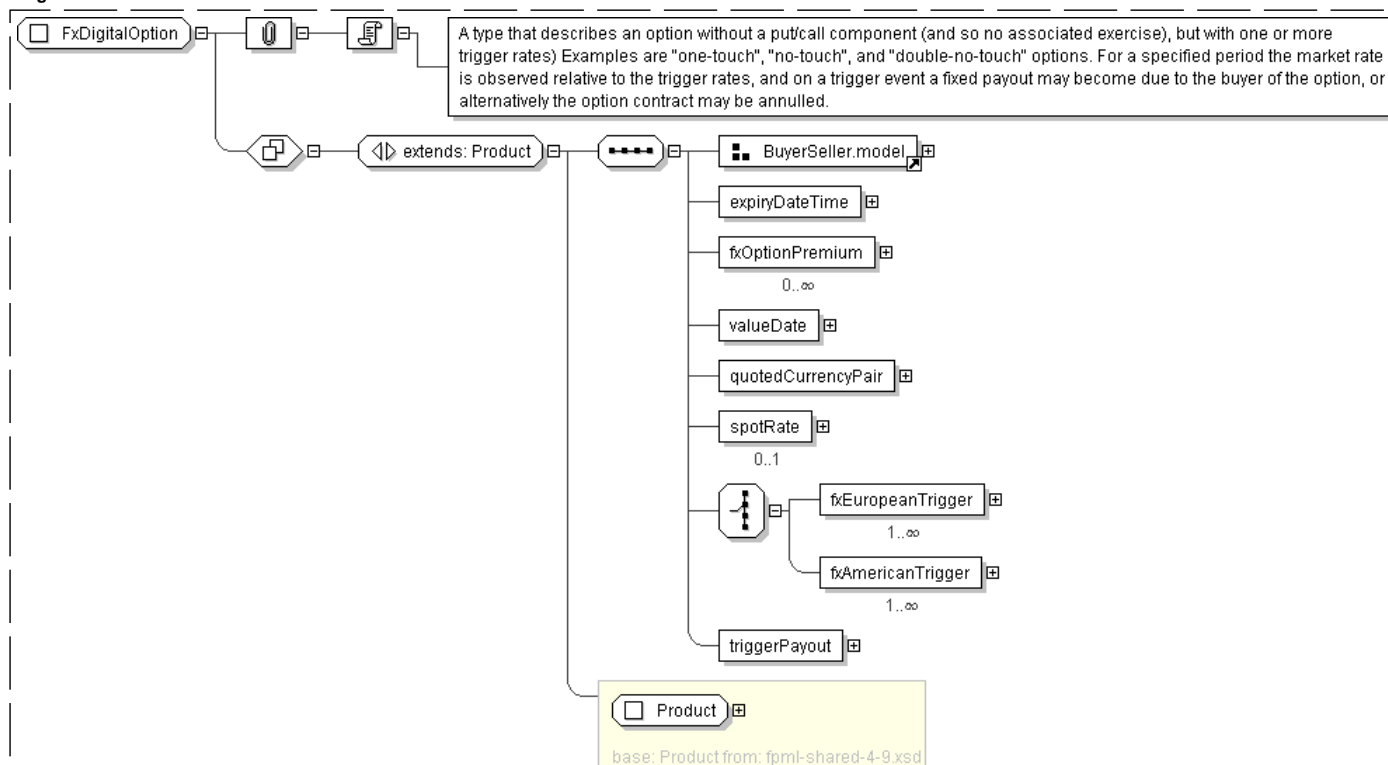 FxDigitalOption
A type that describes an option without a put/call component (and so no associated exercise), but with one or more
trigger rates) Examples are "one-touch", "no-touch", and "double-no-touch" options. For a specified period the market rate
is observed relative to the trigger rates, and on a trigger event a fixed payout may become due to the buyer of the option, or
alternatively the option contract may be annulled.
extends: Product
BuyerSeller.model
expiryDateTime
fxOptionPremium
0..∞
valueDate
quotedCurrencyPair
spotRate
0..1
fxEuropeanTrigger
1..∞
fxAmericanTrigger
1..∞
triggerPayout
Product
base: Product from: fpml-shared-4-9.xsd